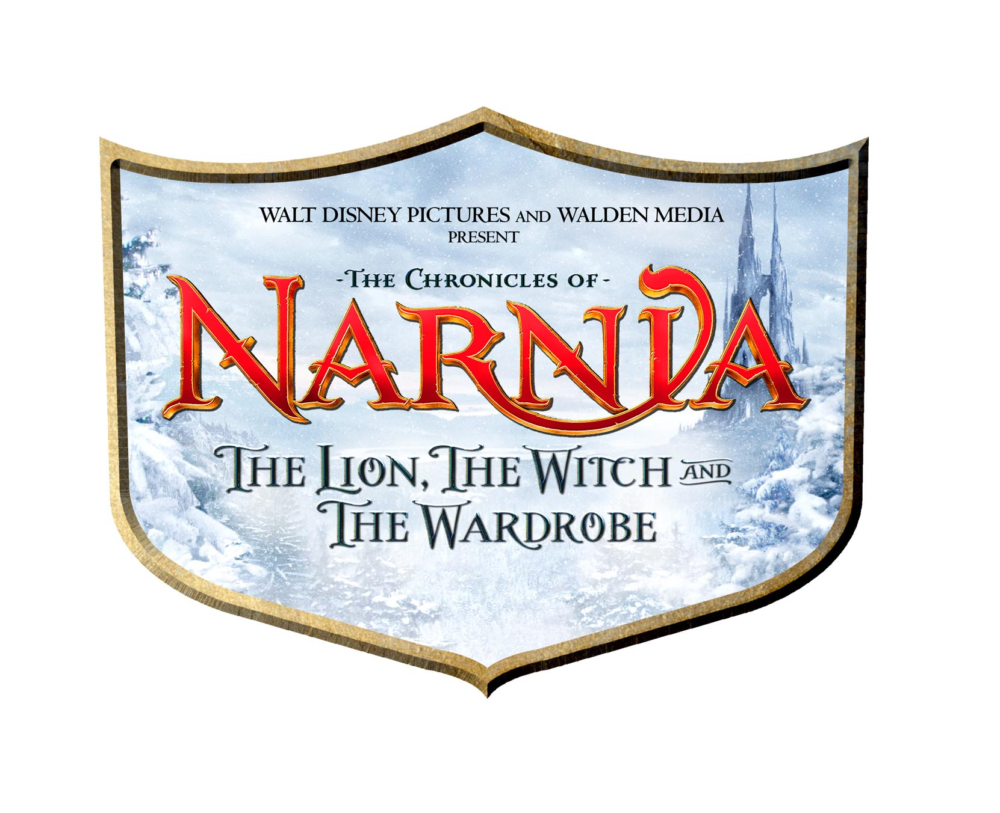 WALT DISNEY PICTURES AND WALDEN MEDIA
PRESENT
-THE CHRONICLES OF-
NARNIA
THE LION, THE WITCH AND
THE WARDROBE